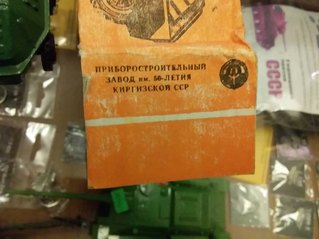 ПРИБОРОСТРОИТЕЛЬНЫЙ
ЗАВОД им. 50-ЛЕТИЯ
КИРГИЗСКОЙ ССР
СССР